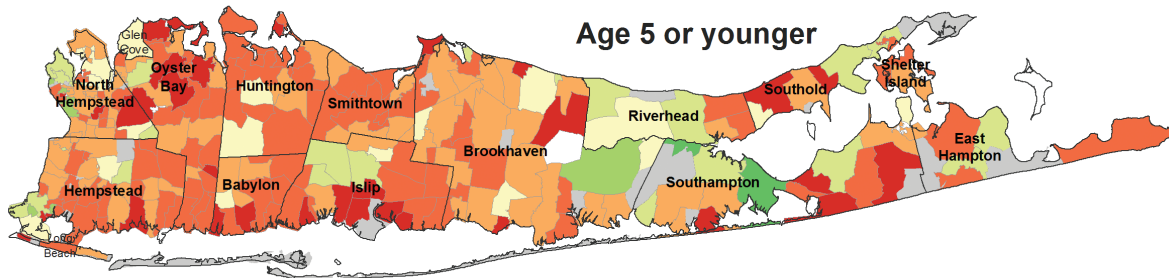 Age 5 or younger
Glen
Cove
Oyster
Bay
North
Hempstead
Huntington
Smithtown
Brookhaven
Riverhead
Southold
Shelter
Island
East
Hampton
Southampton
Hempstead
Babylon
Islip
Long
Beach